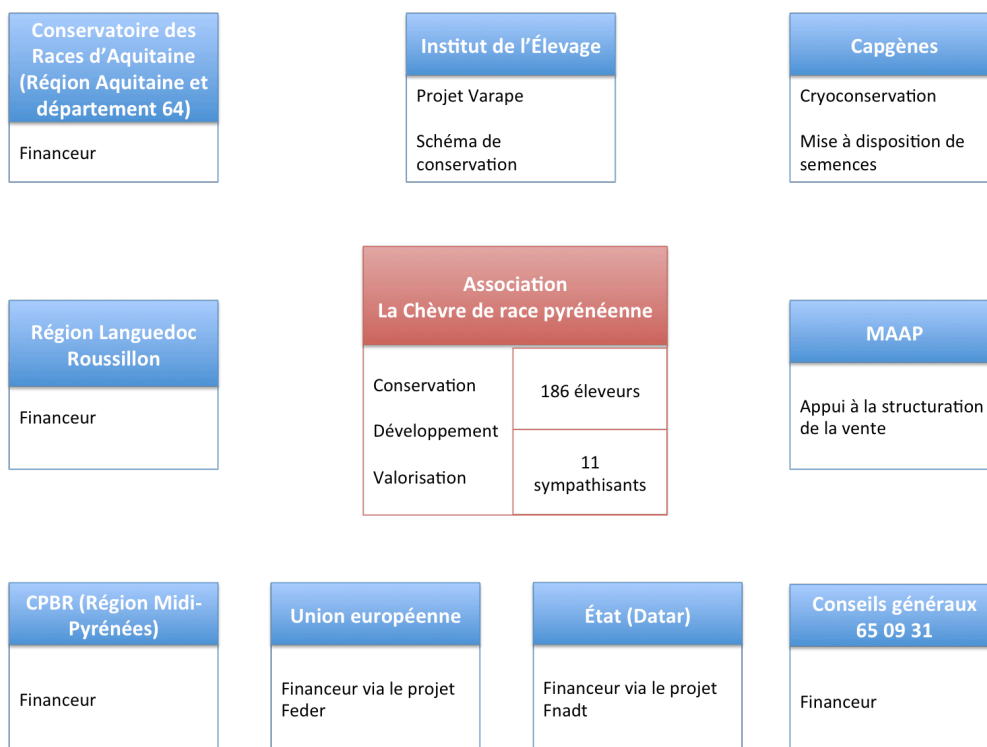 Conservatoire des
Races d’Aquitaine
(Région Aquitaine et
département 64)
Financeur
Institut de l’Élevage
Projet Varape
Schéma de
conservation
Capgènes
Cryoconservation
Mise à disposition de
semences
Région Languedoc
Roussillon
Financeur
Association
La Chèvre de race pyrénéenne
Conservation
Développement
Valorisation
186 éleveurs
11
sympathisants
MAAP
Appui à la structuration
de la vente
CPBR (Région Midi-
Pyrénées)
Financeur
Union européenne
Financeur via le projet
Feder
État (Datar)
Financeur via le projet
Fnadt
Conseils généraux
65 09 31
Financeur